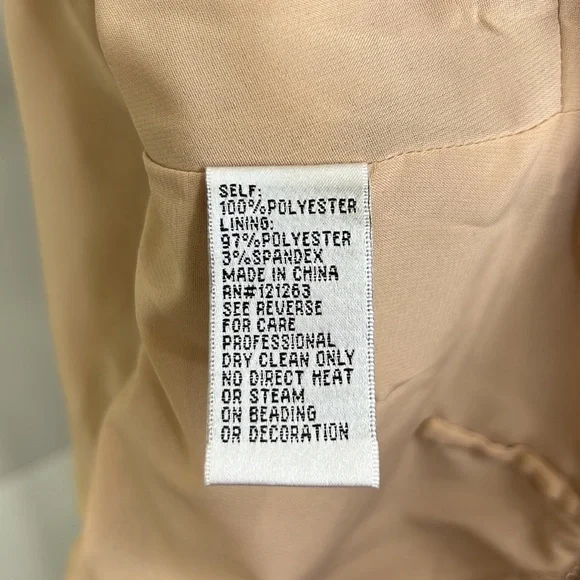 SELF:
100%POLYESTER
LINING:
97%POLYESTER
3%SPANDEX
MADE IN CHINA
RN#121263
SEE REVERSE
FOR CARE
PROFESSIONAL
DRY CLEAN ONLY
NO DIRECT HEAT
OR STEAM
ON BEADING
OR DECORATION